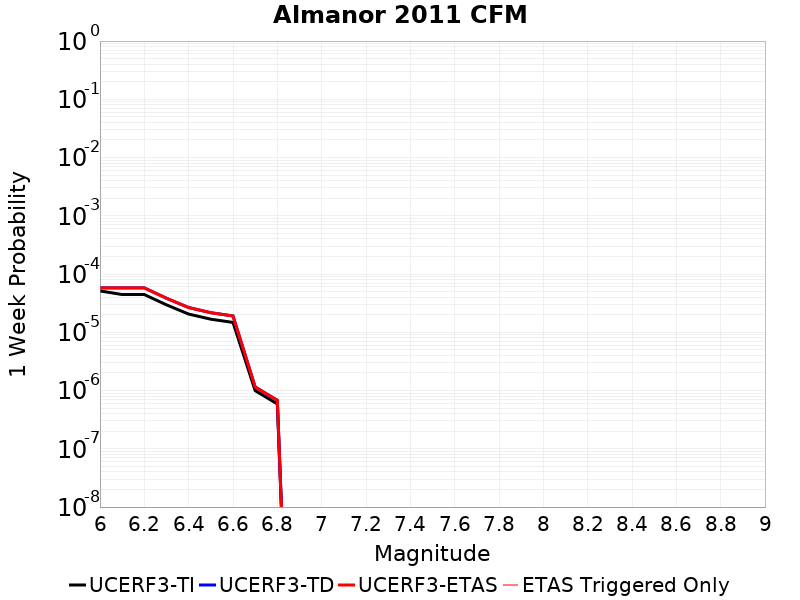 Almanor 2011 CFM
1 Week Probability
10^0
10^-1
10^-2
10^-3
10^-4
10^-5
10^-6
10^-7
10^-8
6 6.2 6.4 6.6 6.8 7 7.2 7.4 7.6 7.8 8 8.2 8.4 8.6 8.8 9
Magnitude
UCERF3-TI UCERF3-TD UCERF3-ETAS ETAS Triggered Only